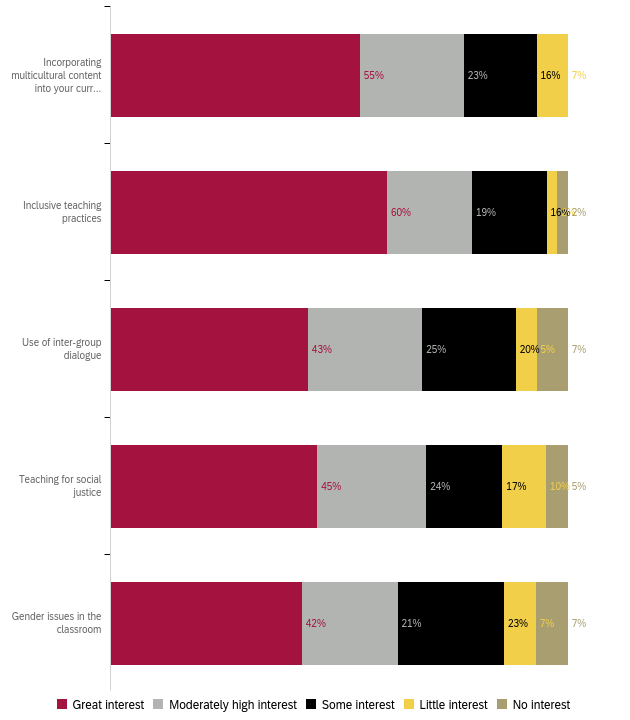 Incorporating
multicultural content
into your curr...
55%
23%
16%
7%
Inclusive teaching
practices
60%
19%
16%
2%
Use of inter-group
dialogue
43%
25%
20%
5%
7%
Teaching for social
justice
45%
24%
17%
10%
5%
Gender issues in the
classroom
42%
21%
23%
7%
7%
Great interest
Moderately high interest
Some interest
Little interest
No interest